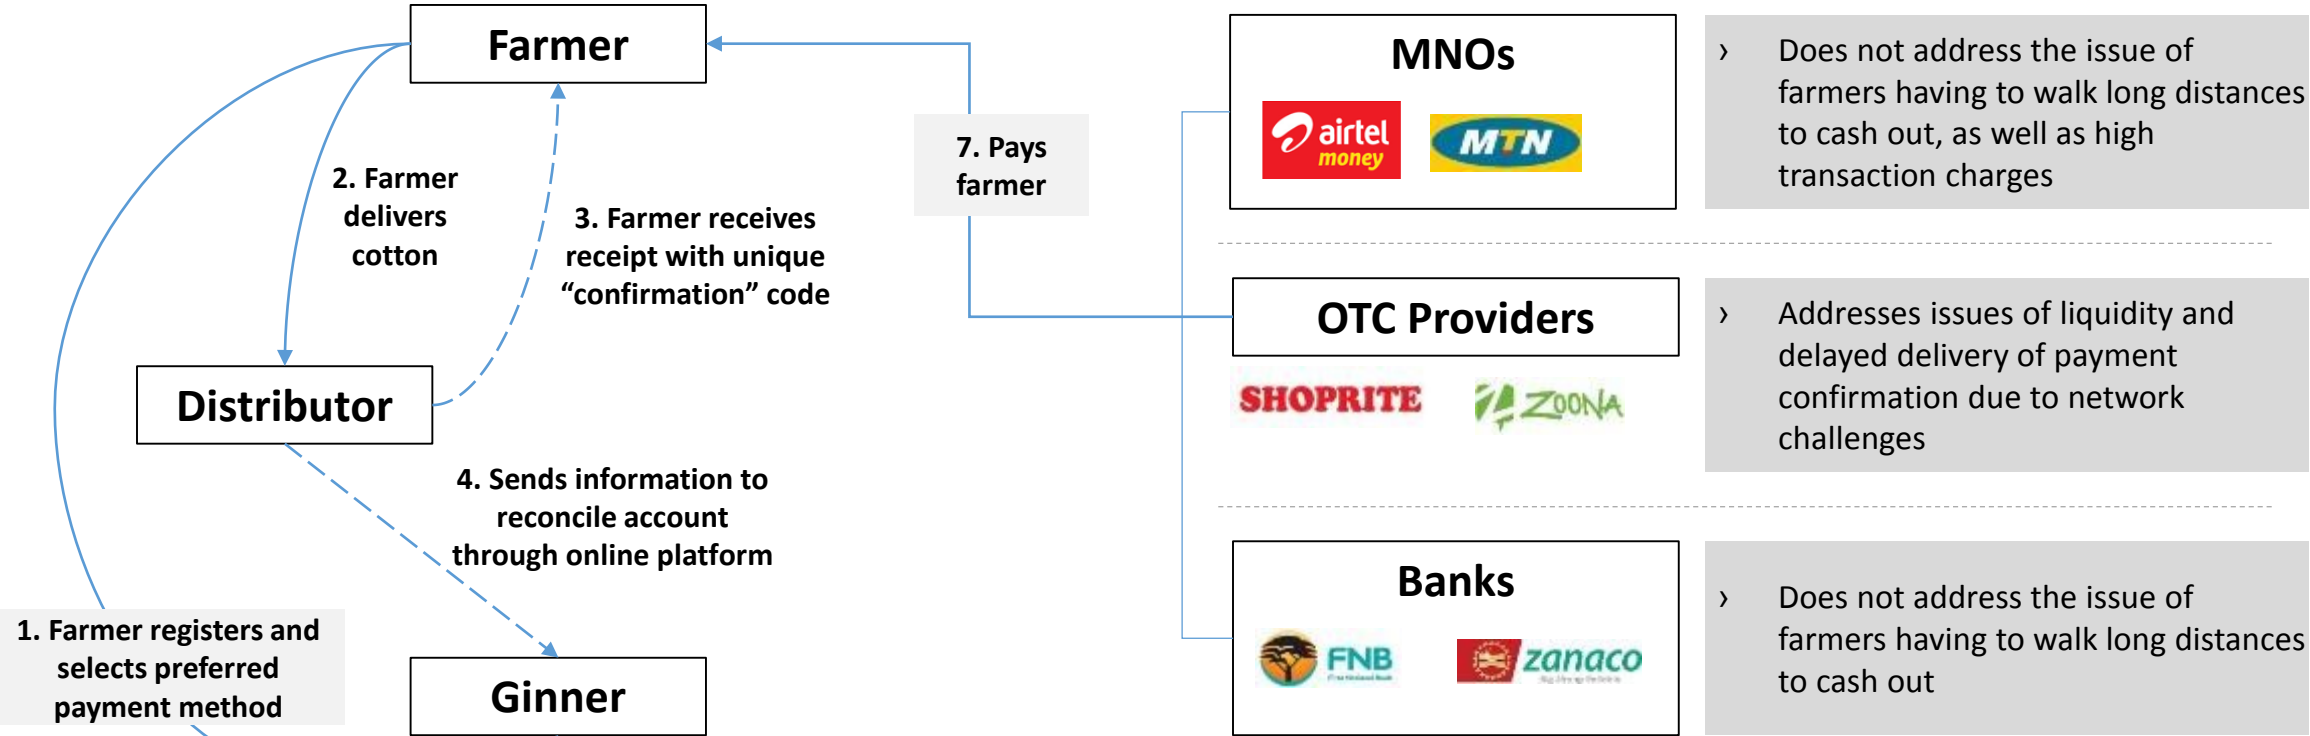 Farmer
2. Farmer
delivers
cotton
3. Farmer receives
receipt with unique
“confirmation” code
Distributor
4. Sends information to
reconcile account
through online platform
1. Farmer registers and
selects preferred
payment method
Ginner
7. Pays
farmer
MNOs
airtel
money
MTN
› Does not address the issue of
farmers having to walk long distances
to cash out, as well as high
transaction charges
OTC Providers
SHOPRITE
ZOONA
› Addresses issues of liquidity and
delayed delivery of payment
confirmation due to network
challenges
Banks
FNB
First National Bank
zanaco
› Does not address the issue of
farmers having to walk long distances
to cash out